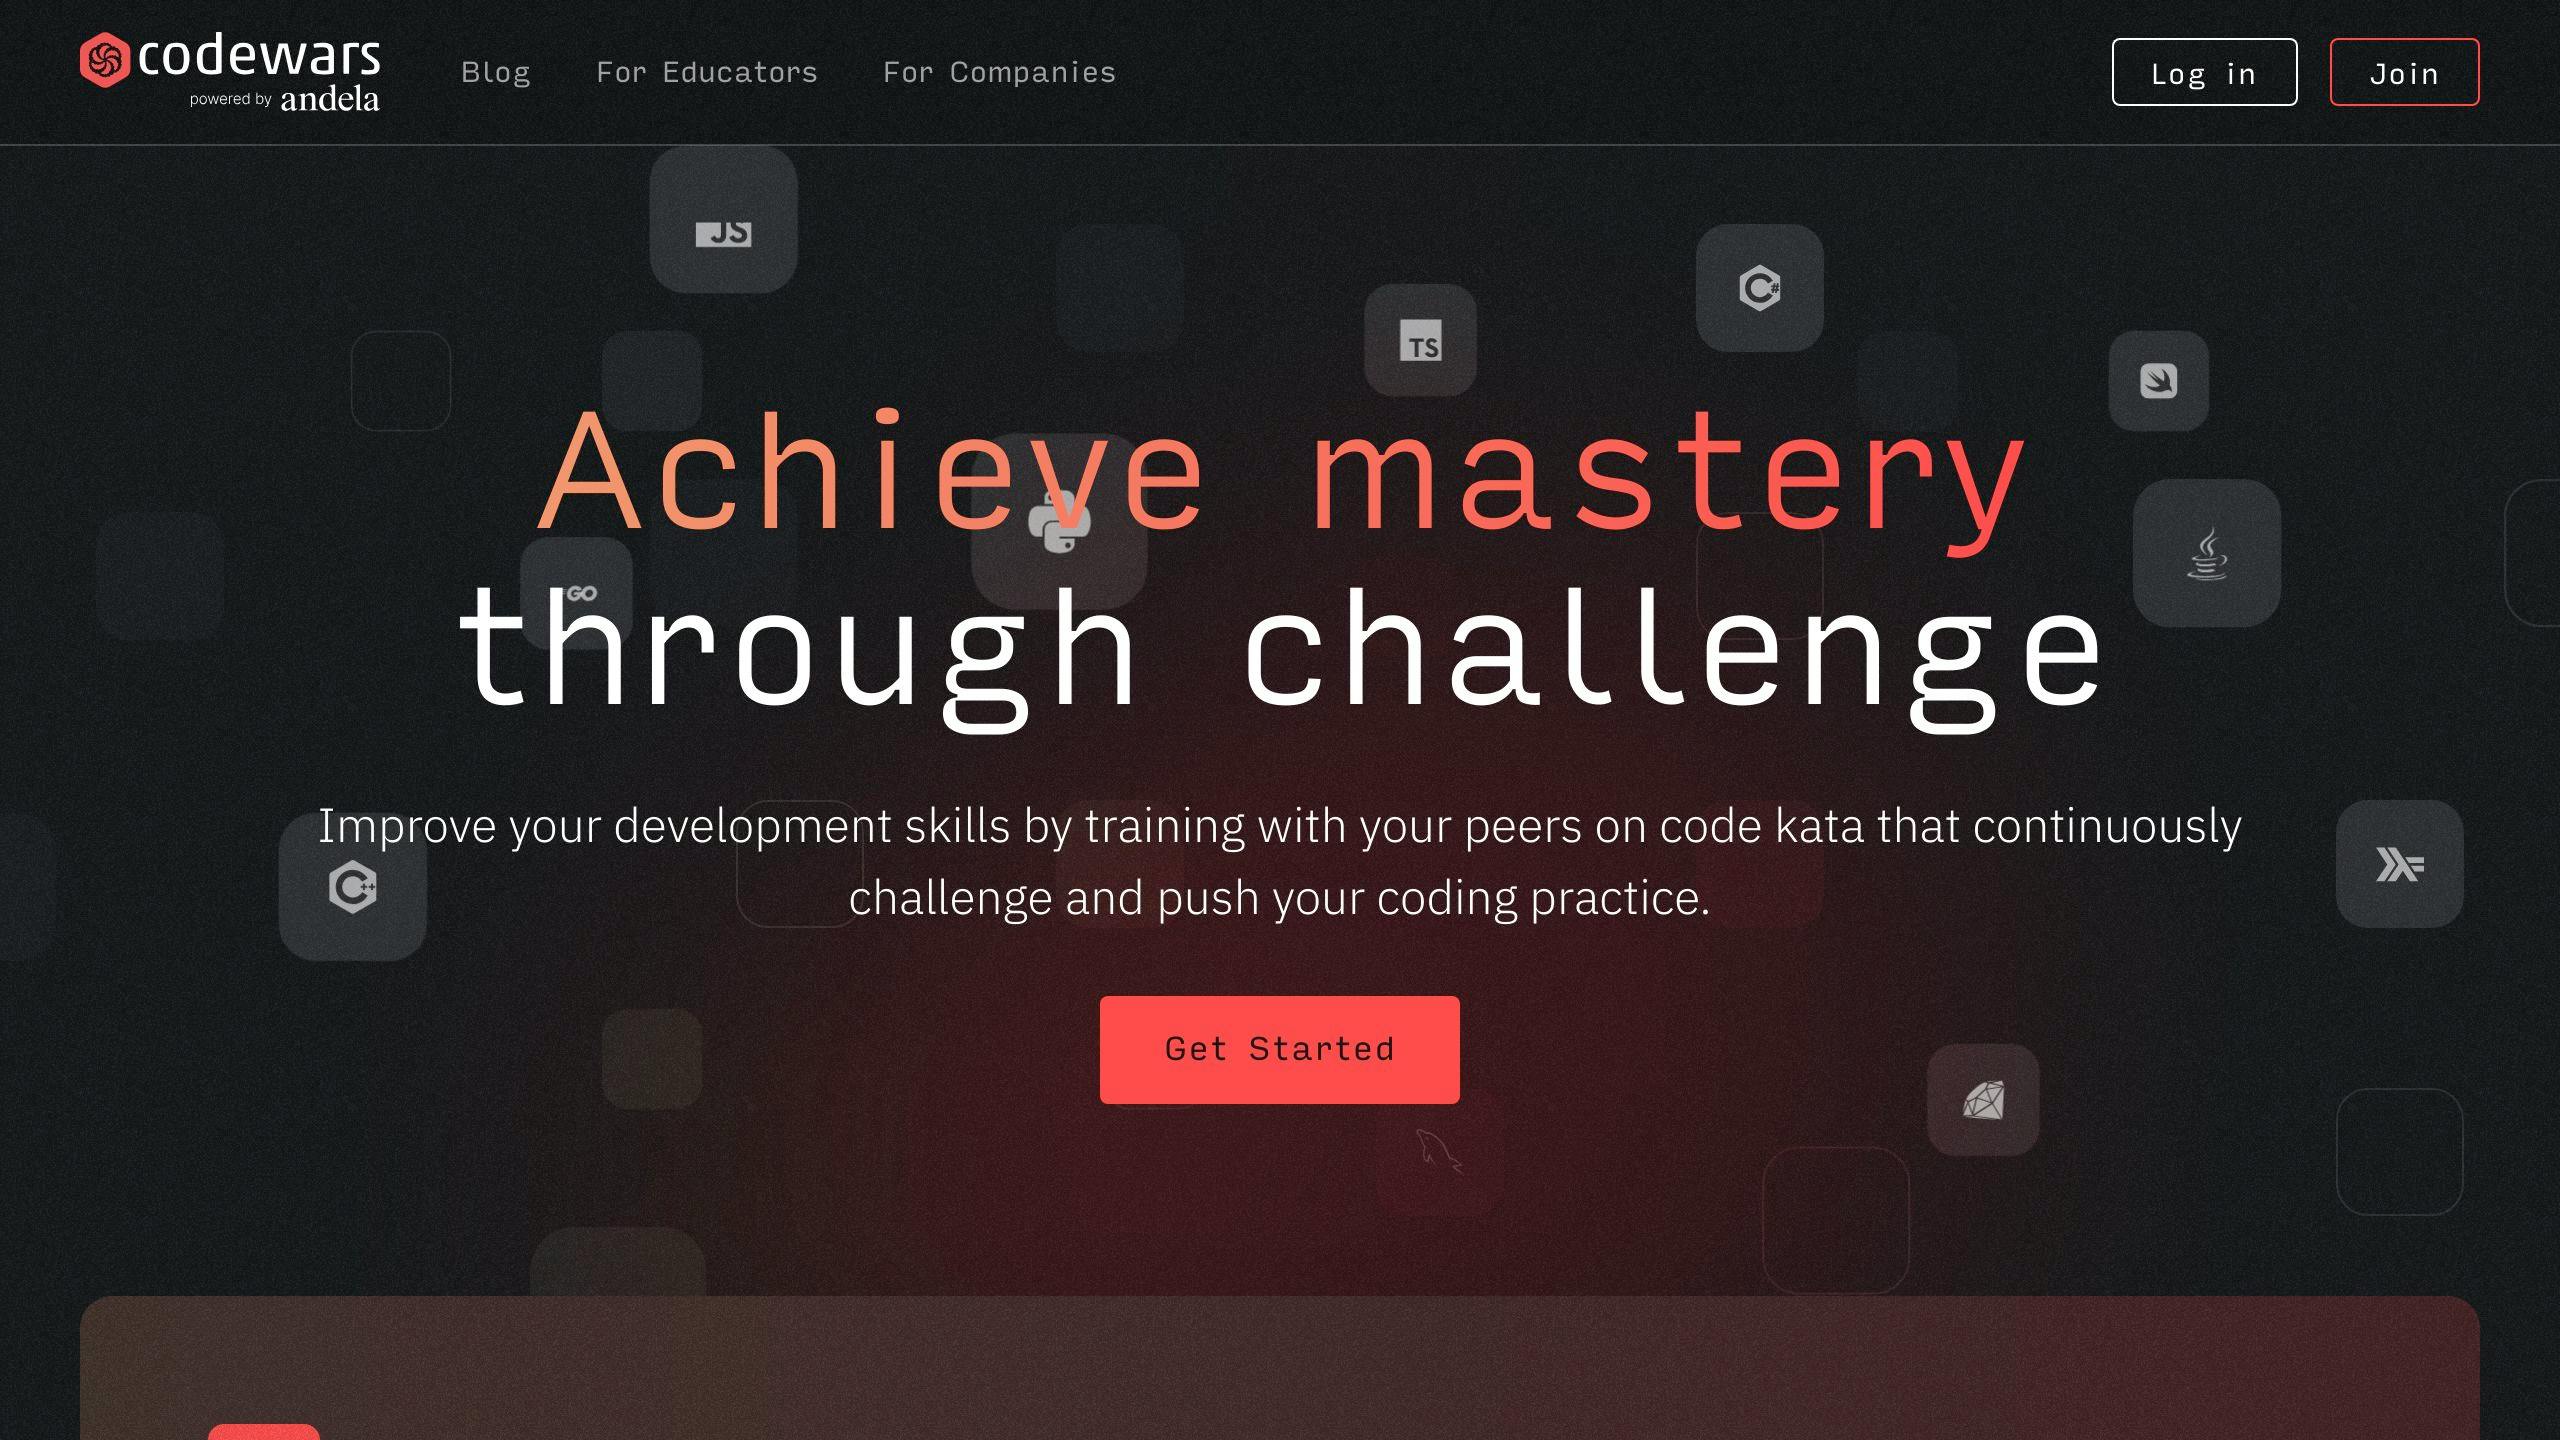 codewars
powered by andela
Blog
For Educators
For Companies
Log in
Join
JS
C#
TS
Achieve mastery
GO
through challenge
Improve your development skills by training with your peers on code kata that continuously
C++
challenge and push your coding practice.
Get Started